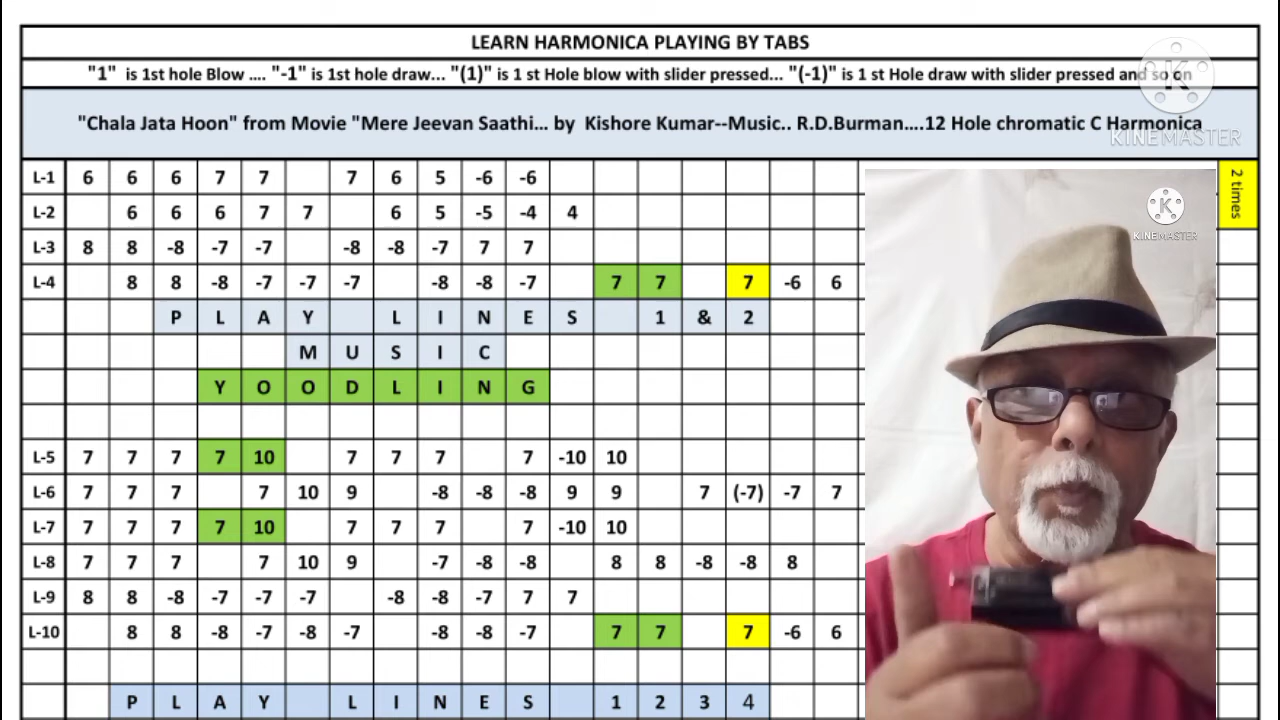 LEARN HARMONICA PLAYING BY TABS
"1" is 1st hole Blow .... "-1" is 1st hole draw... "(1)" is 1 st Hole blow with slider pressed... "(-1)" is 1 st Hole draw with slider pressed and so on
"Chala Jata Hoon" from Movie "Mere Jeevan Saathi... by Kishore Kumar--Music.. R.D.Burman....12 Hole chromatic C Harmonica
KINEMASTER
L-1 6 6 6 7 7 7 6 5 -6 -6
2 times
L-2 6 6 6 7 7 6 5 -5 -4 4
KINEMASTER
L-3 8 8 -8 -7 -7 -8 -8 -7 7 7
L-4 8 8 -8 -7 -7 -7 -8 -8 -7 7 7 7 -6 6
P L A Y L I N E S 1 & 2
M U S I C
Y O O D L I N G
L-5 7 7 7 7 10 7 7 7 7 -10 10
L-6 7 7 7 7 10 9 -8 -8 -8 9 9 7 (-7) -7 7
L-7 7 7 7 7 10 7 7 7 7 -10 10
L-8 7 7 7 7 10 9 -7 -8 -8 8 8 -8 -8 8
L-9 8 8 -8 -7 -7 -7 -8 -8 -7 7 7
L-10 8 8 -8 -7 -8 -7 -8 -8 -7 7 7 7 -6 6
P L A Y L I N E S 1 2 3 4